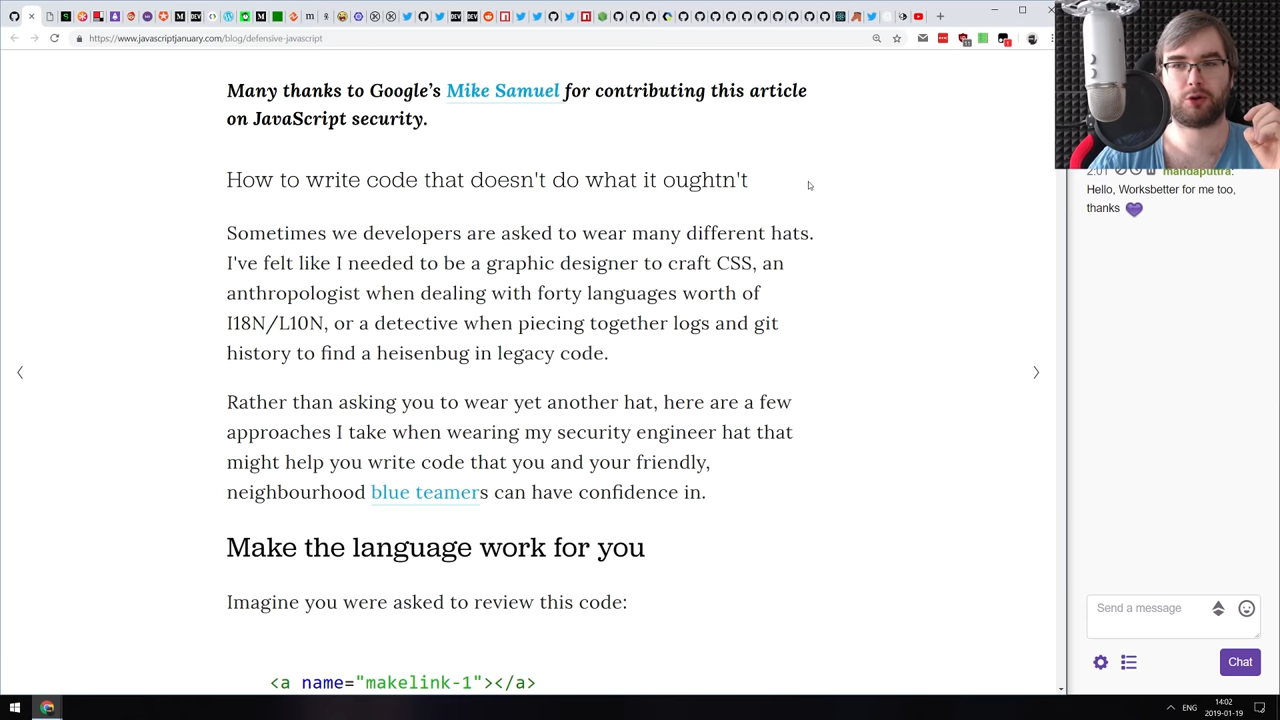 https://www.javascriptjanuary.com/blog/defensive-javascript
Many thanks to Google's Mike Samuel for contributing this article
on JavaScript security.
How to write code that doesn't do what it oughtn't
Sometimes we developers are asked to wear many different hats.
I've felt like I needed to be a graphic designer to craft CSS, an
anthropologist when dealing with forty languages worth of
I18N/L10N, or a detective when piecing together logs and git
history to find a heisenbug in legacy code.
Rather than asking you to wear yet another hat, here are a few
approaches I take when wearing my security engineer hat that
might help you write code that you and your friendly,
neighbourhood blue teamers can have confidence in.
Make the language work for you
Imagine you were asked to review this code:
<a name="makelink-1"></a>
2:01 mandaputtra:
Hello, Worksbetter for me too,
thanks
Send a message
Chat
ENG
14:02
2019-01-19